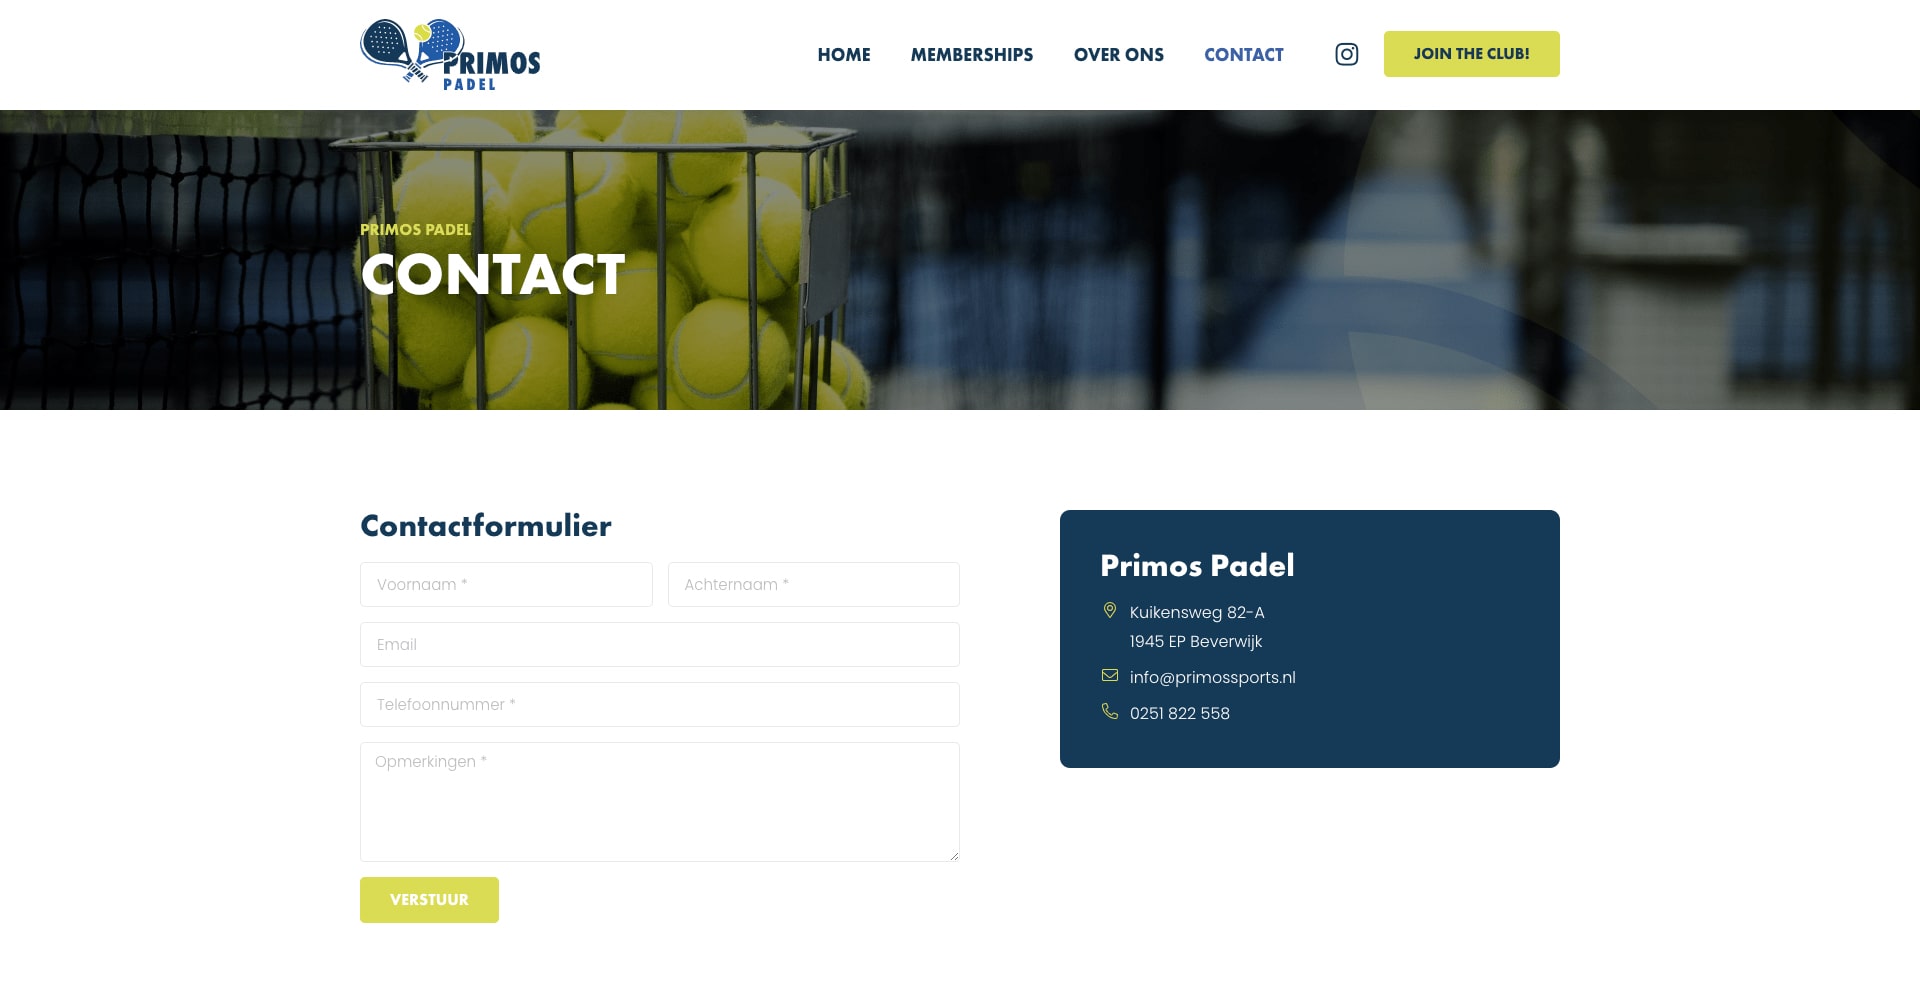 PRIMOS
PADEL
HOME
MEMBERSHIPS
OVER ONS
CONTACT
JOIN THE CLUB!
PRIMOS PADEL
CONTACT
Contactformulier
Voornaam *
Achternaam *
Email
Telefoonnummer *
Opmerkingen *
VERSTUUR
Primos Padel
Kuikensweg 82-A
1945 EP Beverwijk
info@primossports.nl
0251 822 558